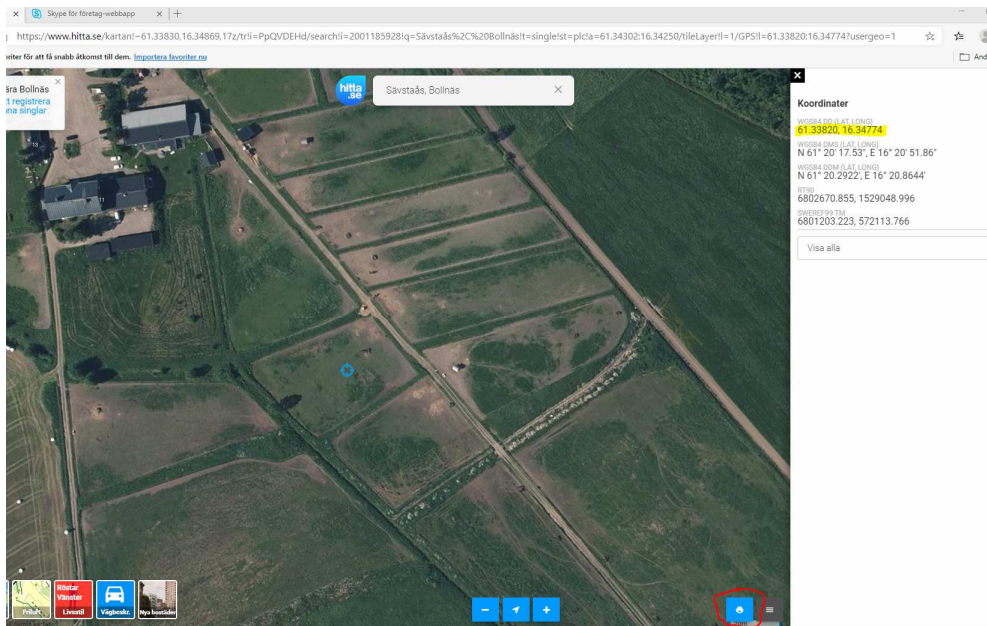 Skype för företag-webbapp
https://www.hitta.se/kartan!~61.33830,16.34869,17z/tr!i=PpQVDEHd/search!i=2001185928!q=Sävstaås%2C%20Bollnäs!t=single!st=plc!a=61.34302:16.34250/tileLayer!l=1/GPS!l=61.33820:16.34774?usergeo=1
riter för att få snabb åtkomst till dem. Importera favoriter nu
And
ära Bollnäs
tt registrera
na singlar
hitta
.se
Sävstaås, Bollnäs
13
11
Koordinater
WGS84 DD (LAT, LONG)
61.33820, 16.34774
WGS84 DMS (LAT, LONG)
N 61° 20' 17.53", E 16° 20' 51.86"
WGS84 DDM (LAT, LONG)
N 61° 20.2922', E 16° 20.8644'
RT90
6802670.855, 1529048.996
SWEREF99 TM
6801203.223, 572113.766
Visa alla
Friluft
Röstar
Vänster
Livsstil
Vägbeskr.
Nya bostäder